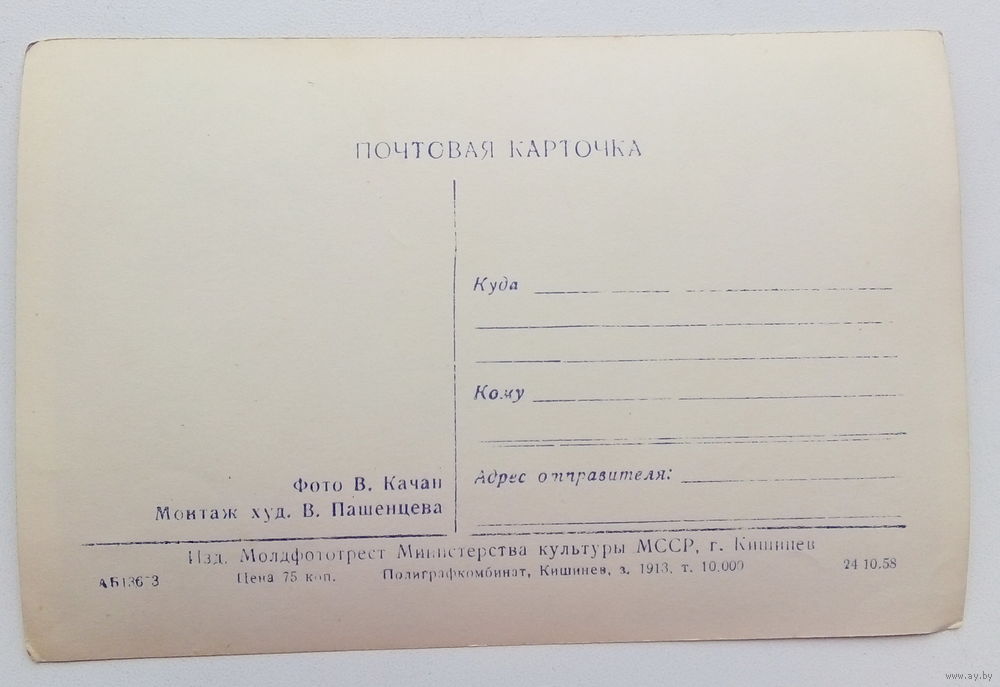 ПОЧТОВАЯ КАРТОЧКА
Куда
Кому
Адрес отправителя:
Фото В. Качан
Монтаж худ. В. Пашенцева
Изд. Молдфототрест Министерства культуры МССР, г. Кишинев
Цена 75 коп. Полиграфкомбинат, Кишинев, з. 1913, т. 10.000 24 10.58
www.ay.by